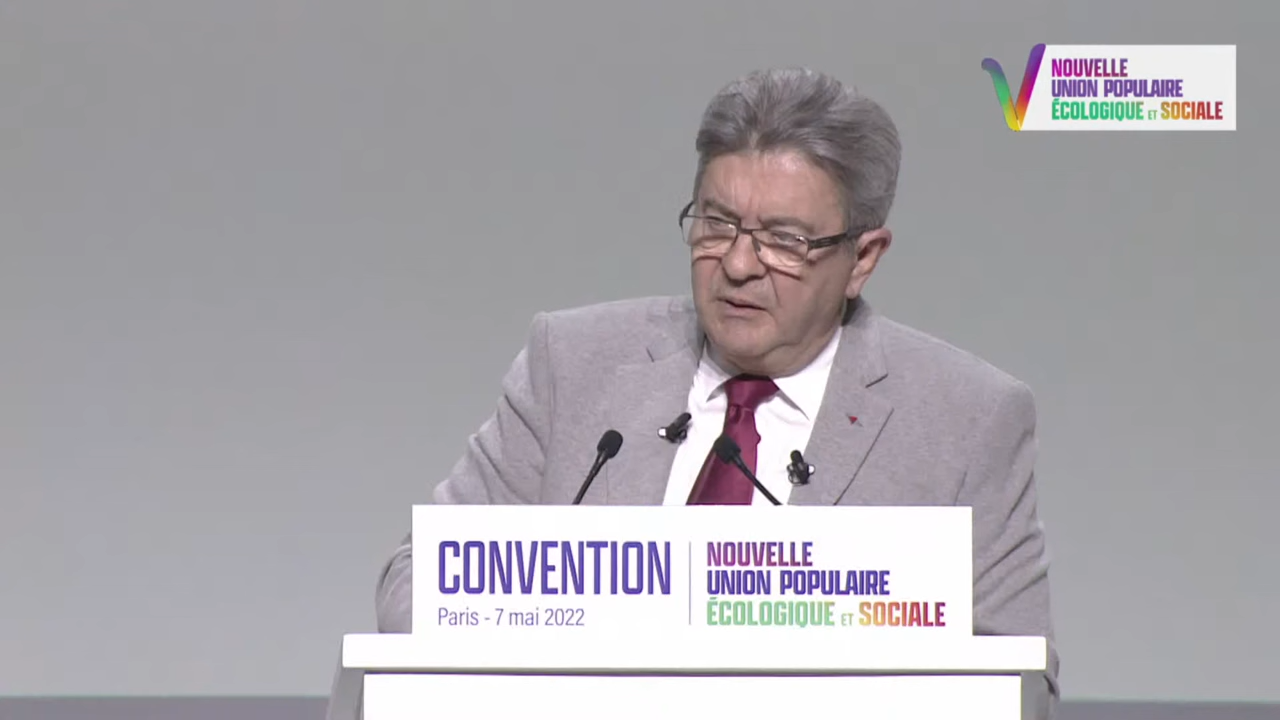 NOUVELLE
UNION POPULAIRE
ÉCOLOGIQUE ET SOCIALE
CONVENTION
Paris - 7 mai 2022
NOUVELLE
UNION POPULAIRE
ÉCOLOGIQUE ET SOCIALE